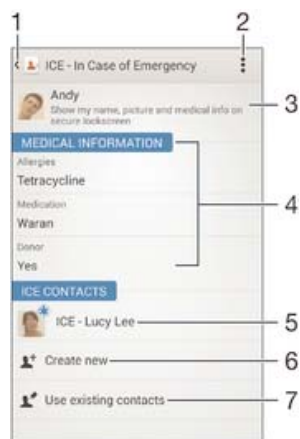 1
2
ICE - In Case of Emergency
Andy
Show my name, picture and medical info on
secure lockscreen
3
MEDICAL INFORMATION
Allergies
Tetracycline
4
Medication
Waran
Donor
Yes
ICE CONTACTS
ICE - Lucy Lee
5
Create new
6
Use existing contacts
7